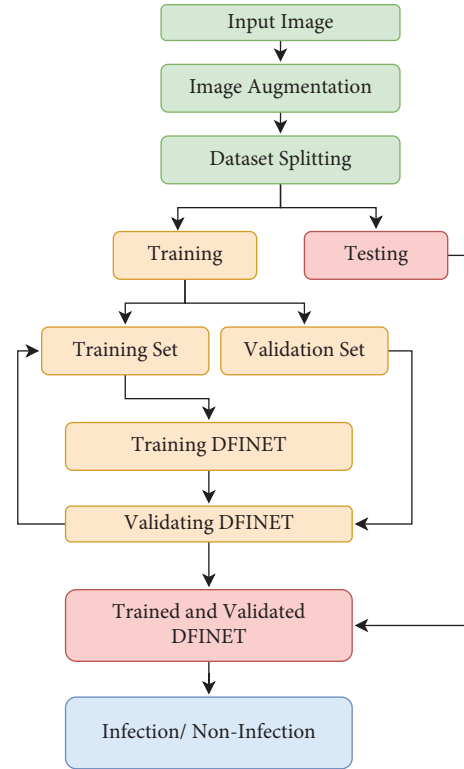 Input Image
Image Augmentation
Dataset Splitting
Training
Testing
Training Set
Validation Set
Training DFINET
Validating DFINET
Trained and Validated
DFINET
Infection/ Non-Infection